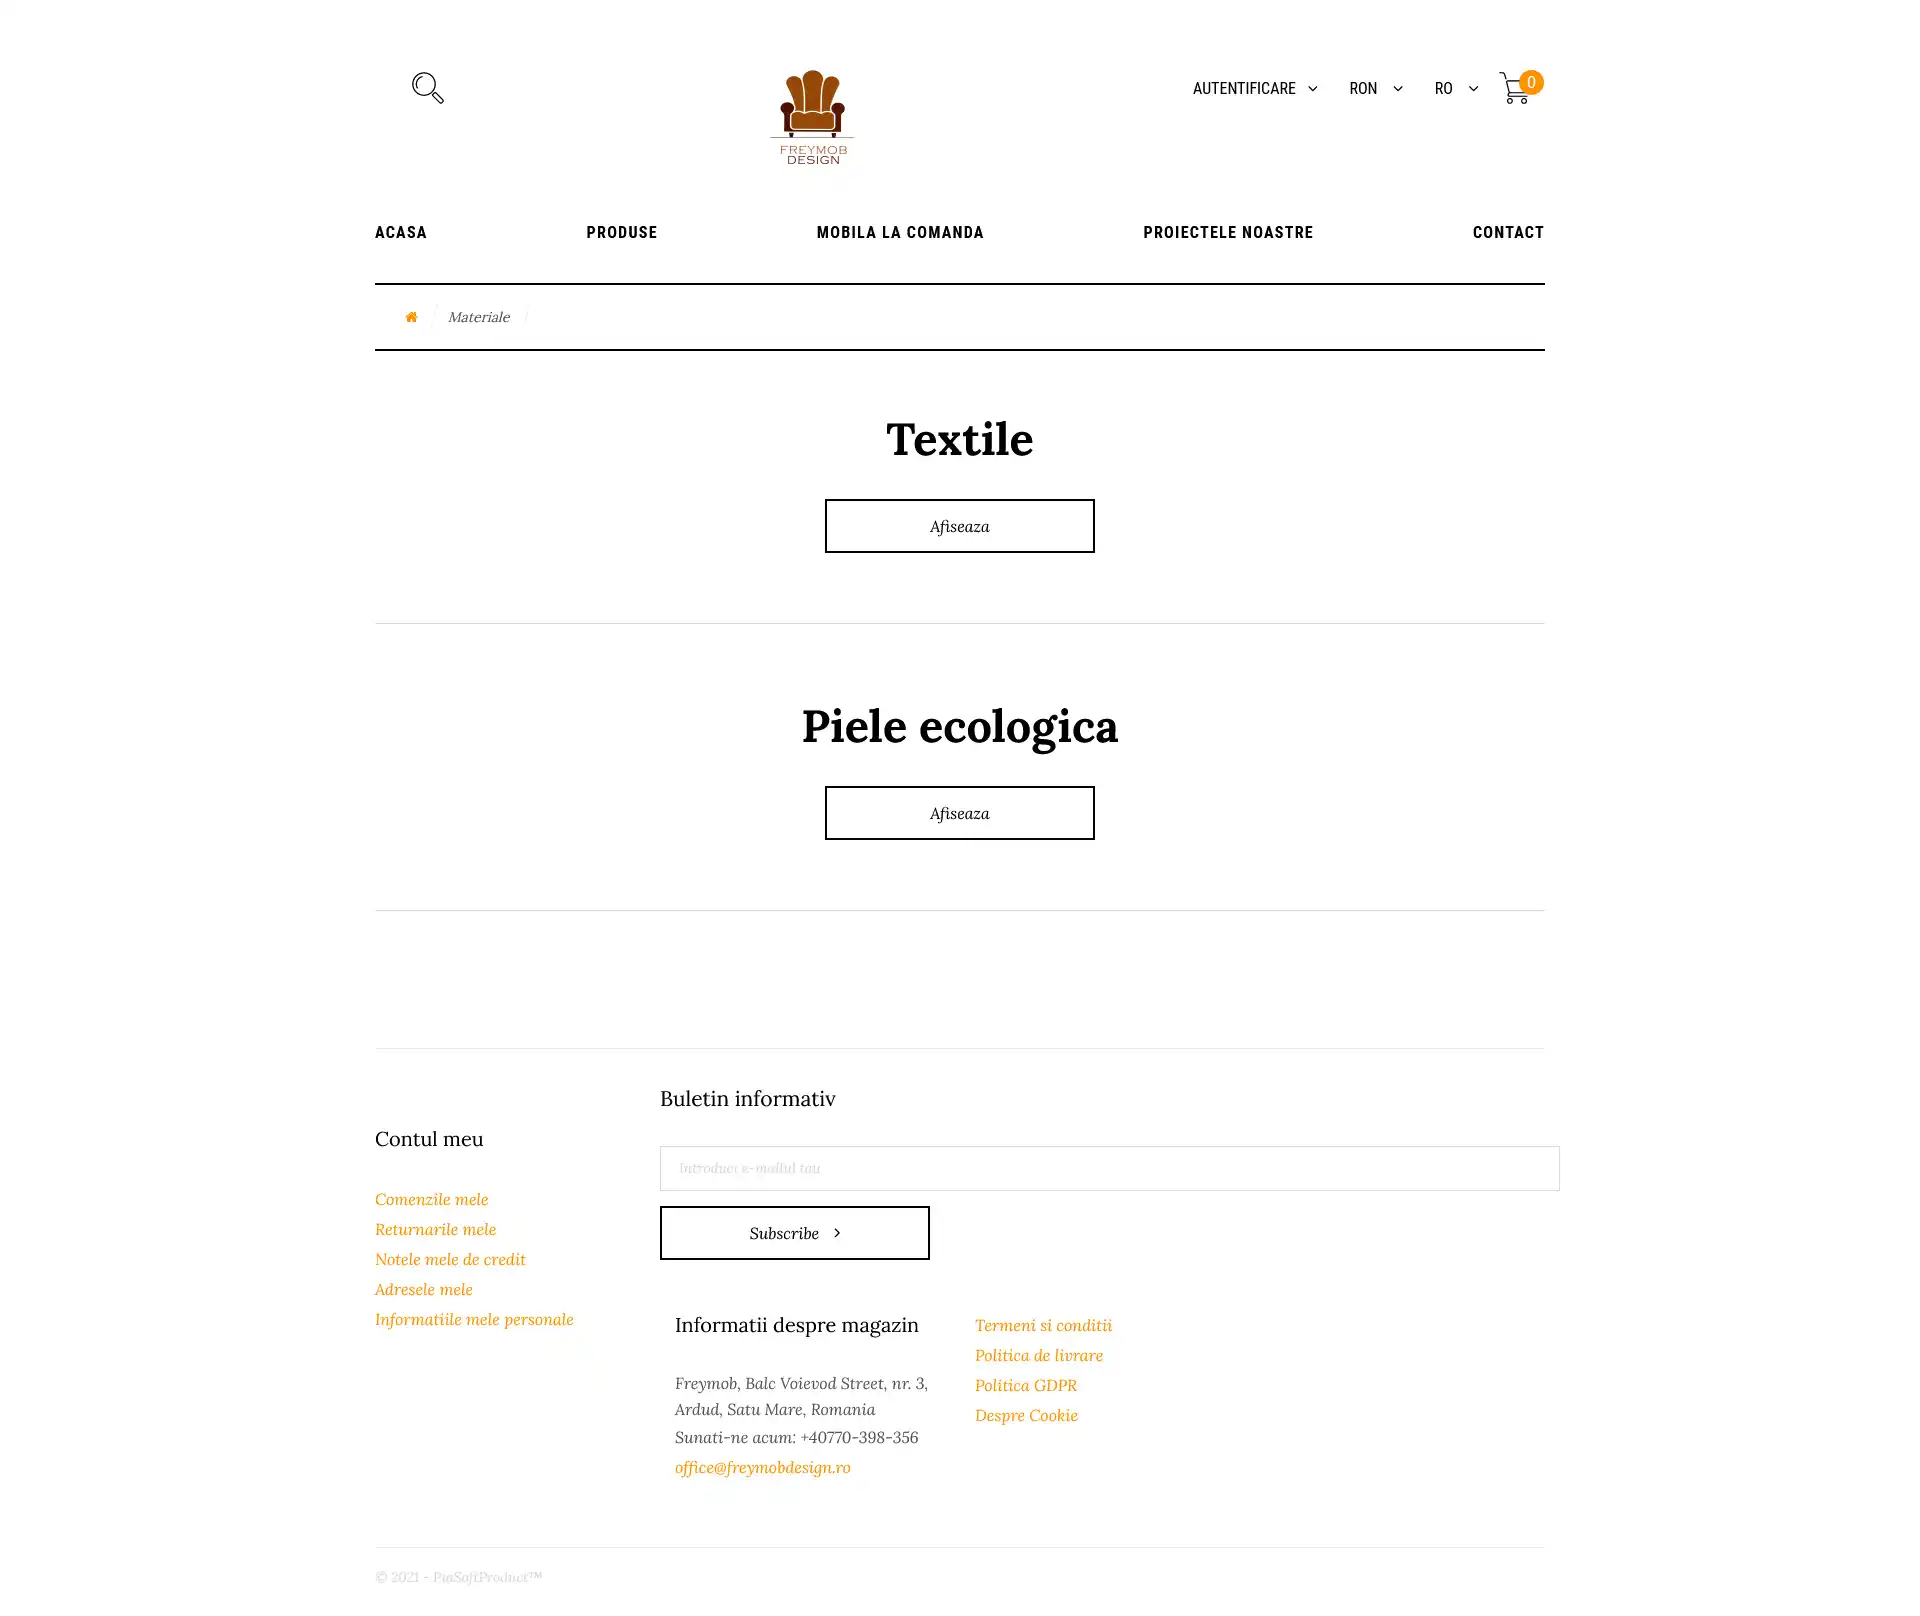 AUTENTIFICARE RON RO 0
FREYMOB
DESIGN
ACASA PRODUSE MOBILA LA COMANDA PROIECTELE NOASTRE CONTACT
Materiale
Textile
Afiseaza
Piele ecologica
Afiseaza
Buletin informativ
Contul meu
Introduci e-mailul tau
Comenzile mele
Returnarile mele
Notele mele de credit
Adresele mele
Informatiile mele personale
Subscribe
Informatii despre magazin
Freymob, Balc Voievod Street, nr. 3,
Ardud, Satu Mare, Romania
Sunati-ne acum: +40770-398-356
office@freymobdesign.ro
Termeni si conditii
Politica de livrare
Politica GDPR
Despre Cookie
© 2021 - PiaSoftProduct™